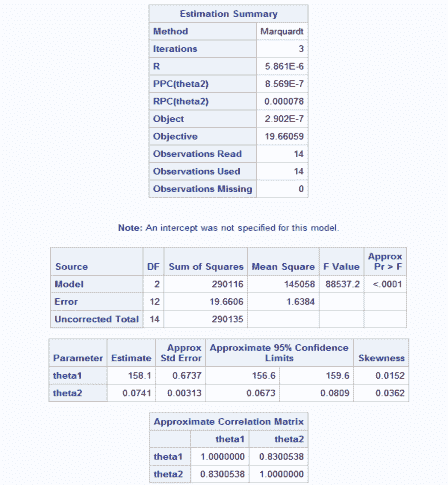 Estimation Summary
Method Marquardt
Iterations 3
R 5.861E-6
PPC(theta2) 8.569E-7
RPC(theta2) 0.000078
Object 2.902E-7
Objective 19.66059
Observations Read 14
Observations Used 14
Observations Missing 0
Note: An intercept was not specified for this model.
Source DF Sum of Squares Mean Square F Value Approx Pr > F
Model 2 290116 145058 88537.2 <.0001
Error 12 19.6606 1.6384
Uncorrected Total 14 290135
Parameter Estimate Approx Std Error Approximate 95% Confidence Limits Skewness
theta1 158.1 0.6737 156.6 159.6 0.0152
theta2 0.0741 0.00313 0.0673 0.0809 0.0362
Approximate Correlation Matrix
theta1 theta2
theta1 1.0000000 0.8300538
theta2 0.8300538 1.0000000